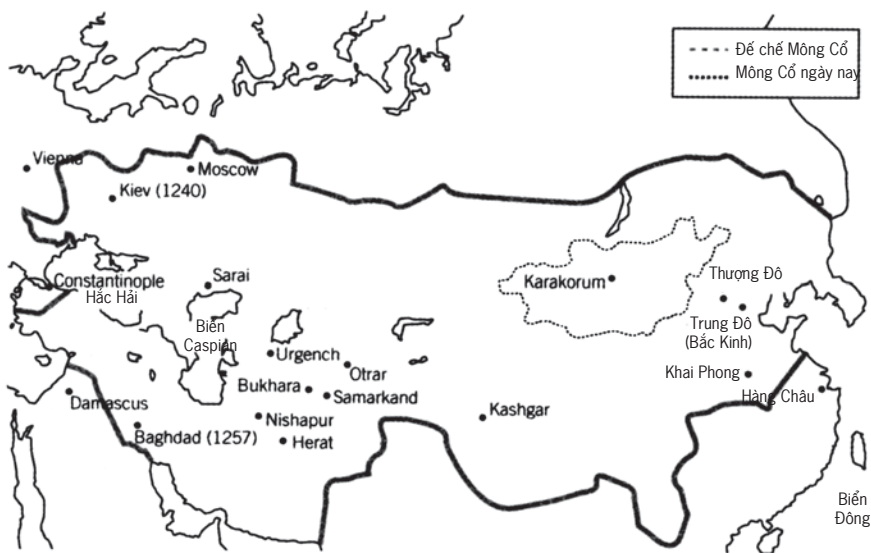 Đế chế Mông Cổ
Mông Cổ ngày nay
Vienna
Moscow
Kiev (1240)
Constantinople
Hắc Hải
Sarai
Biển
Caspian
Karakorum
Thượng Đô
Trung Đô
(Bắc Kinh)
Urgench
Otrar
Bukhara
Samarkand
Khai Phong
Hàng Châu
Damascus
Nishapur
Kashgar
Baghdad (1257)
Herat
Biển
Đông